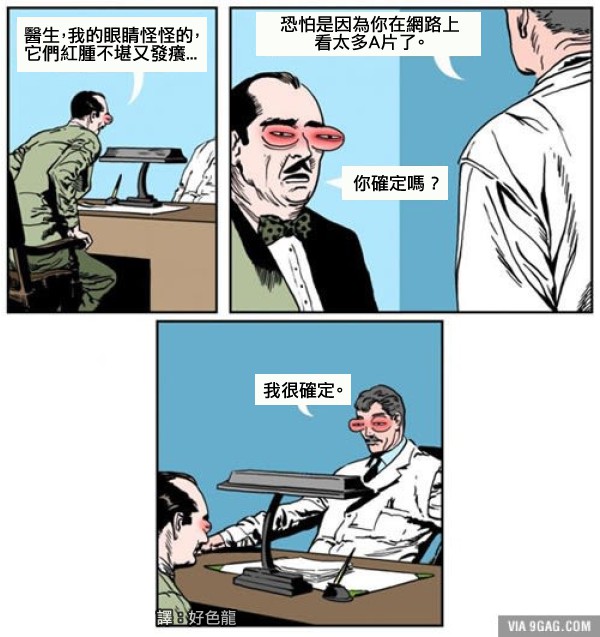 醫生,我的眼睛怪怪的,
它們紅腫不堪又發癢...
恐怕是因為你在網路上
看太多A片了。
你確定嗎？
我很確定。
譯：好色龍
VIA 9GAG.COM